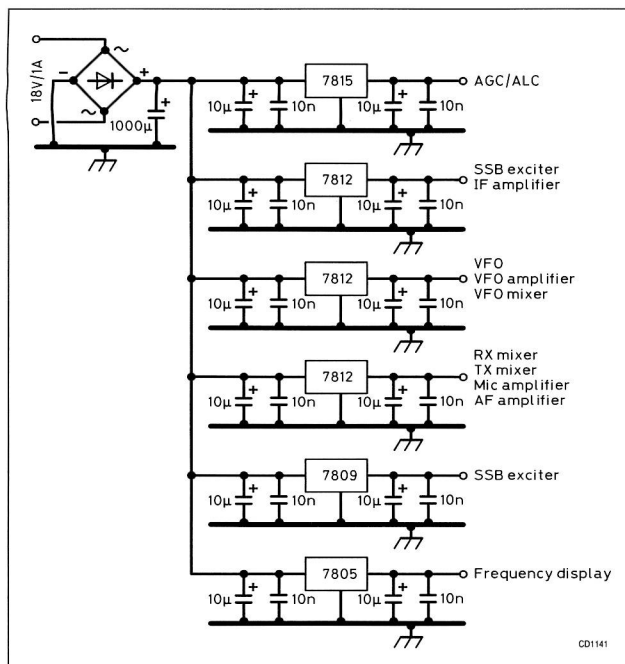 18V/1A
~
−
+
~
+
1000µ
10µ + 10n 7815 10µ + 10n AGC/ALC
SSB exciter
IF amplifier
10µ + 10n 7812 10µ + 10n
VFO
VFO amplifier
VFO mixer
10µ + 10n 7812 10µ + 10n
RX mixer
TX mixer
Mic amplifier
AF amplifier
10µ + 10n 7812 10µ + 10n
10µ + 10n 7809 10µ + 10n SSB exciter
10µ + 10n 7805 10µ + 10n Frequency display
CD1141